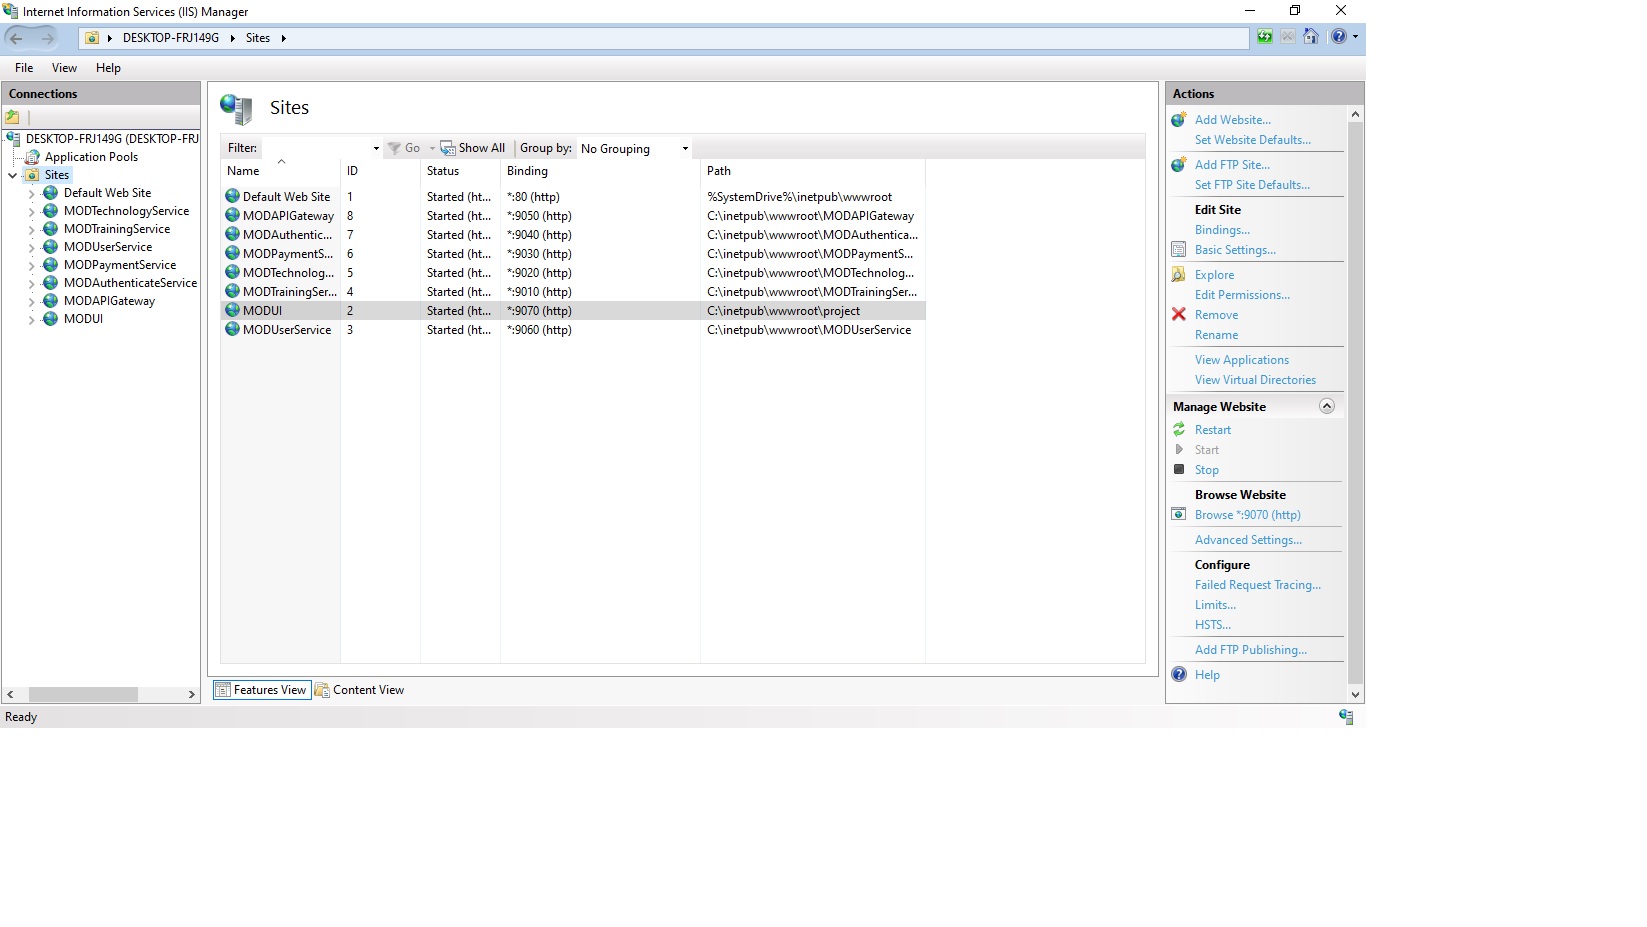 Internet Information Services (IIS) Manager
DESKTOP-FRJ149G Sites
File View Help
Connections
DESKTOP-FRJ149G (DESKTOP-FRJ
Application Pools
Sites
Default Web Site
MODTechnologyService
MODTrainingService
MODUserService
MODPaymentService
MODAuthenticateService
MODAPIGateway
MODUI
Sites
Filter: Go Show All Group by: No Grouping
Name ID Status Binding Path
Default Web Site 1 Started (ht... *:80 (http) %SystemDrive%\inetpub\wwwroot
MODAPIGateway 8 Started (ht... *:9050 (http) C:\inetpub\wwwroot\MODAPIGateway
MODAuthentic... 7 Started (ht... *:9040 (http) C:\inetpub\wwwroot\MODAuthentica...
MODPaymentS... 6 Started (ht... *:9030 (http) C:\inetpub\wwwroot\MODPaymentS...
MODTechnolog... 5 Started (ht... *:9020 (http) C:\inetpub\wwwroot\MODTechnolog...
MODTrainingSer... 4 Started (ht... *:9010 (http) C:\inetpub\wwwroot\MODTrainingSer...
MODUI 2 Started (ht... *:9070 (http) C:\inetpub\wwwroot\project
MODUserService 3 Started (ht... *:9060 (http) C:\inetpub\wwwroot\MODUserService
Features View Content View
Actions
Add Website...
Set Website Defaults...
Add FTP Site...
Set FTP Site Defaults...
Edit Site
Bindings...
Basic Settings...
Explore
Edit Permissions...
Remove
Rename
View Applications
View Virtual Directories
Manage Website
Restart
Start
Stop
Browse Website
Browse *:9070 (http)
Advanced Settings...
Configure
Failed Request Tracing...
Limits...
HSTS...
Add FTP Publishing...
Help
Ready